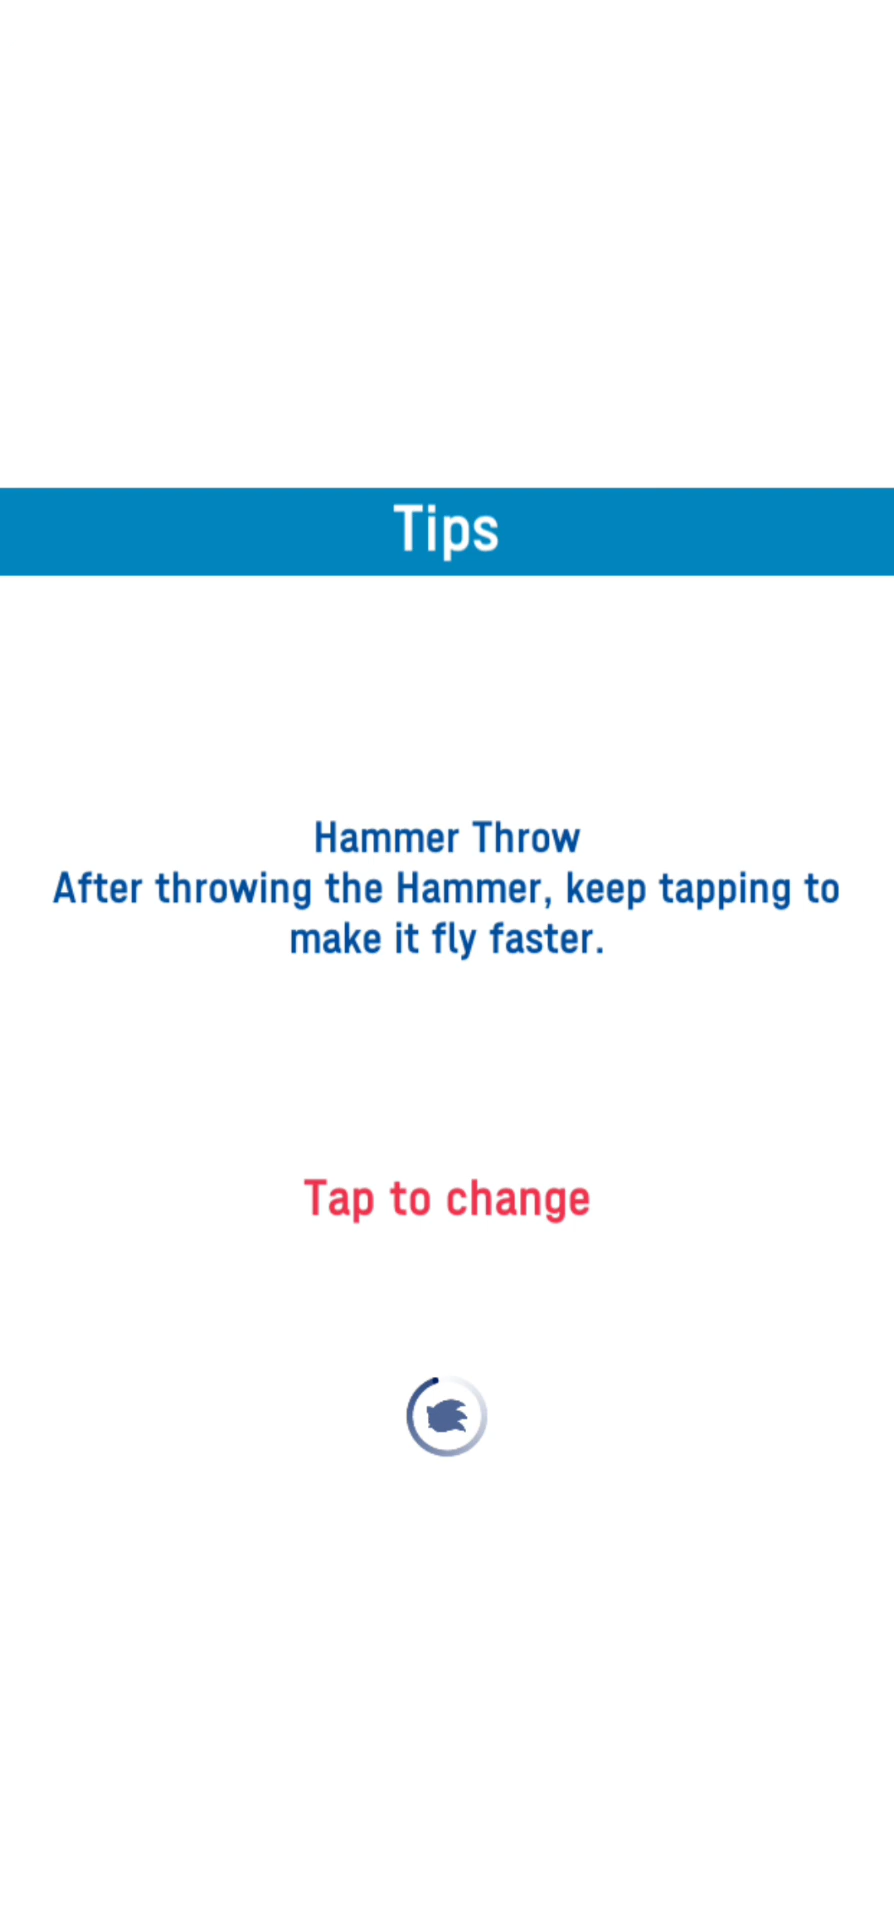 Tips
Hammer Throw
After throwing the Hammer, keep tapping to
make it fly faster.
Tap to change